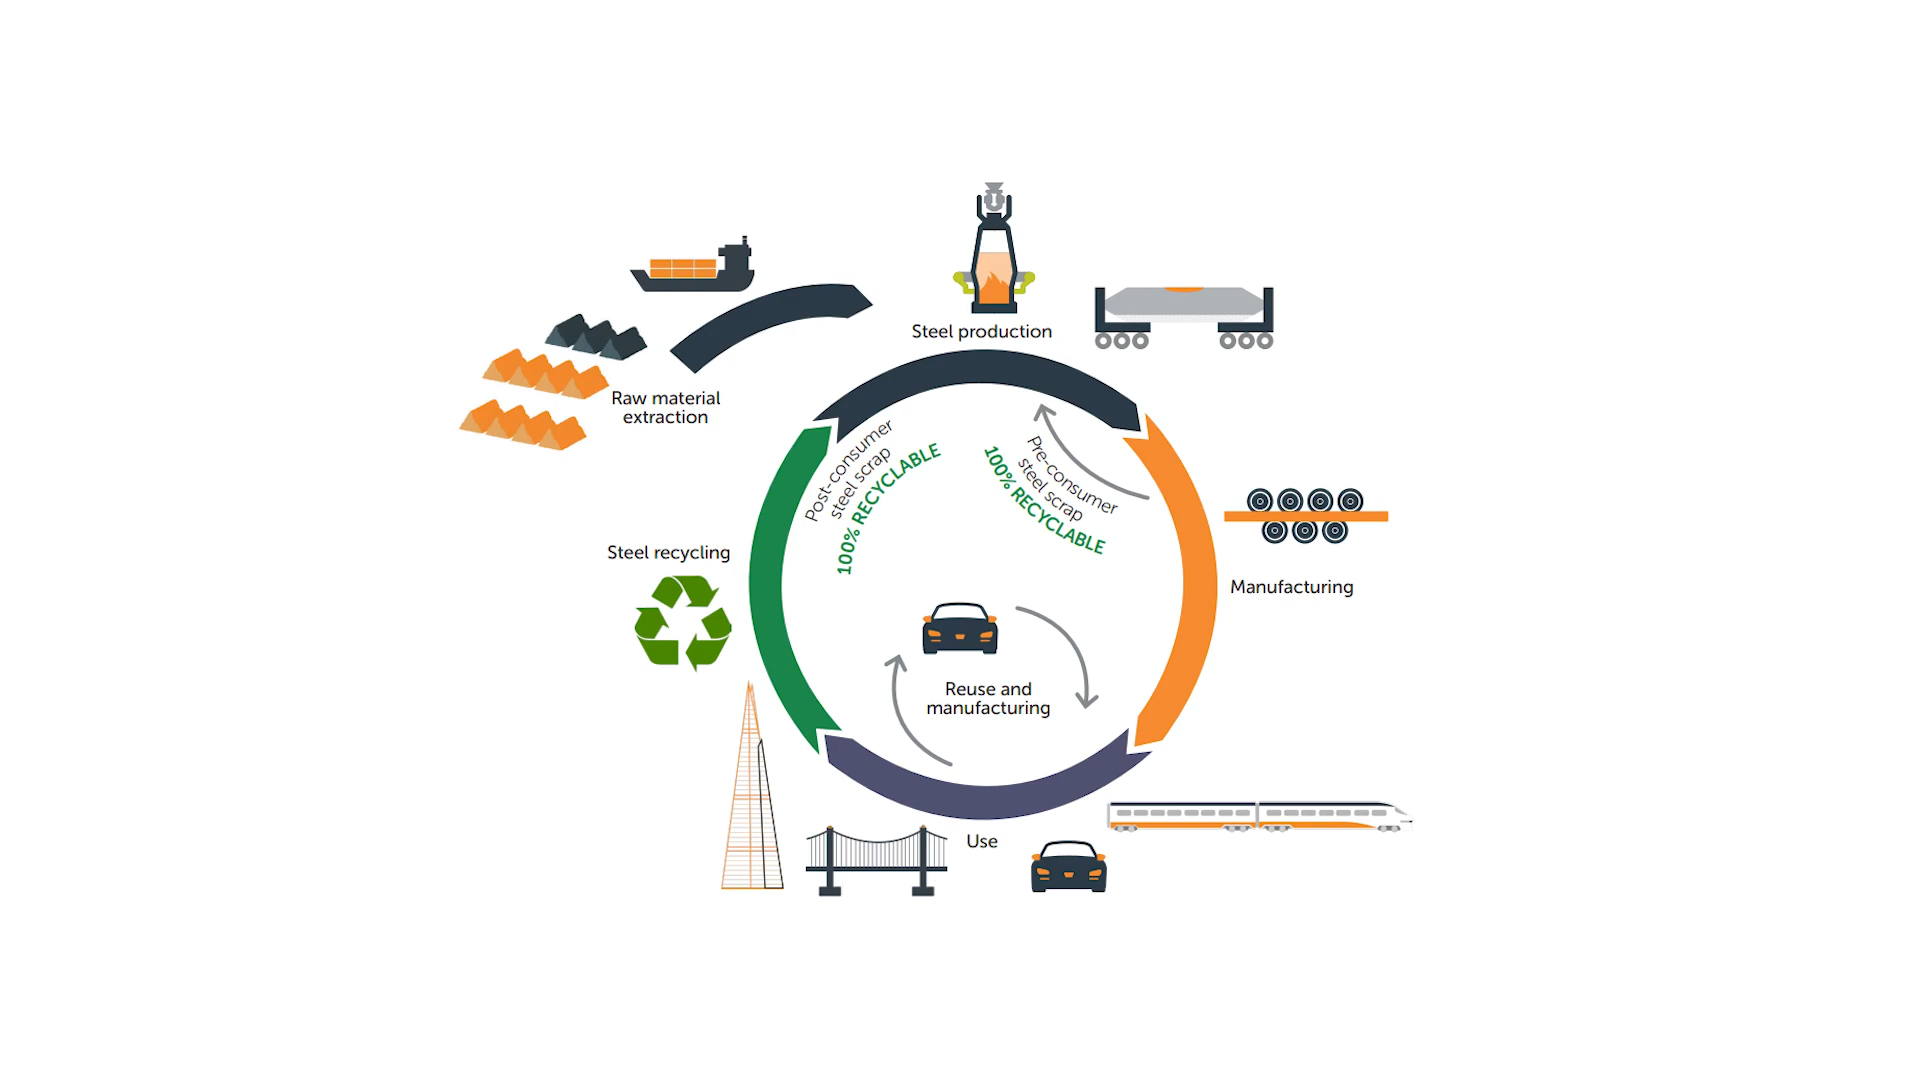 Steel production
Raw material
extraction
Post-consumer
steel scrap
100% RECYCLABLE
Pre-consumer
steel scrap
100% RECYCLABLE
Steel recycling
Manufacturing
Reuse and
manufacturing
Use